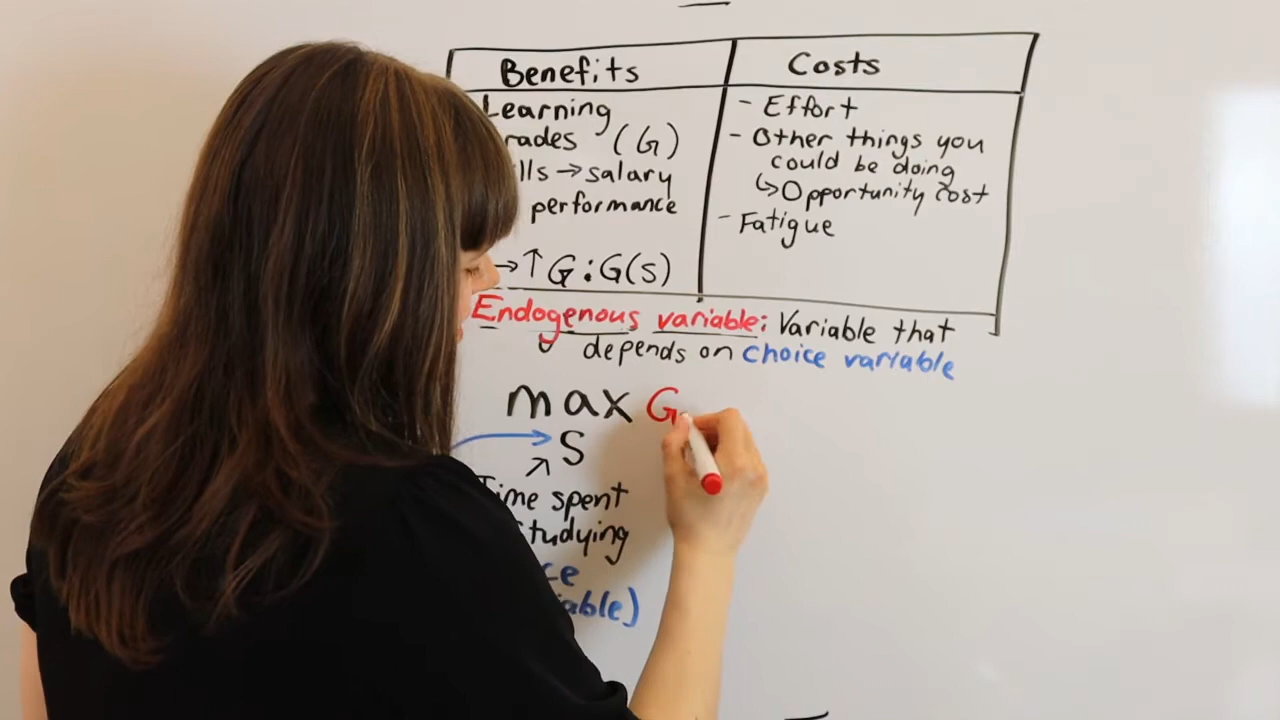 Benefits
Costs
Learning
rades (G)
lls → salary
performance
→ ↑ G : G(s)
- Effort
- Other things you
could be doing
↳ Opportunity cost
- Fatigue
Endogenous variable: Variable that
depends on choice variable
max G
S
Time spent
studying
ce
iable)